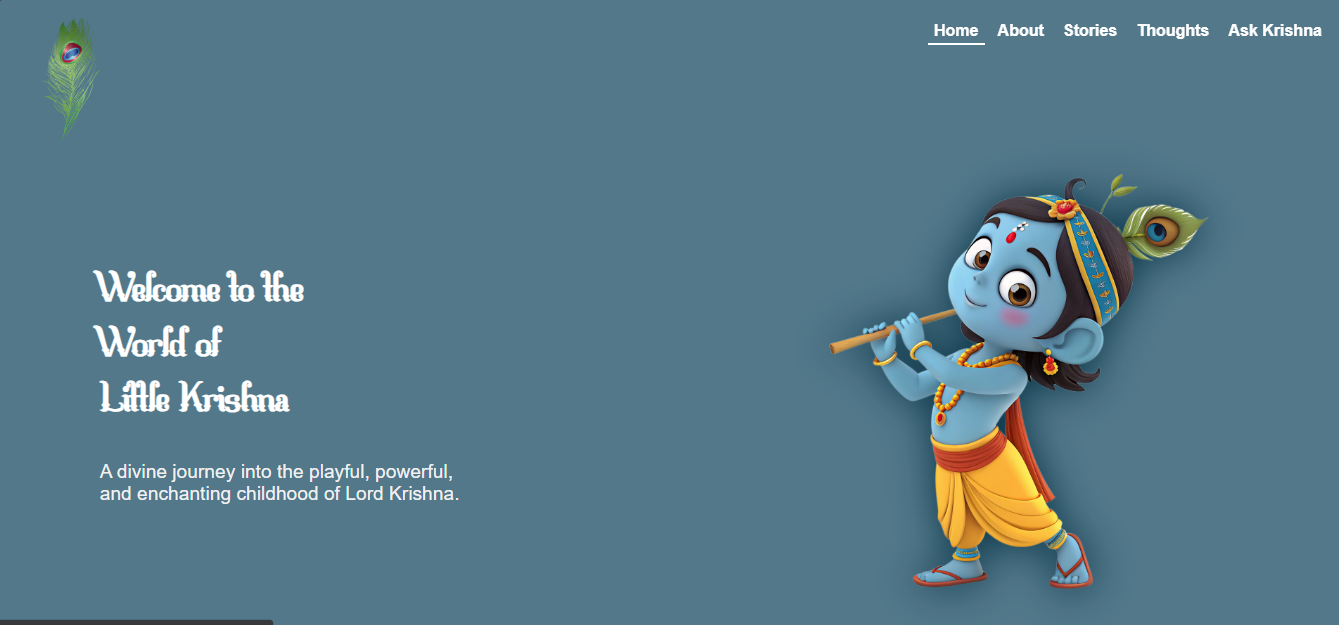 Home About Stories Thoughts Ask Krishna
Welcome to the
World of
Little Krishna
A divine journey into the playful, powerful,
and enchanting childhood of Lord Krishna.